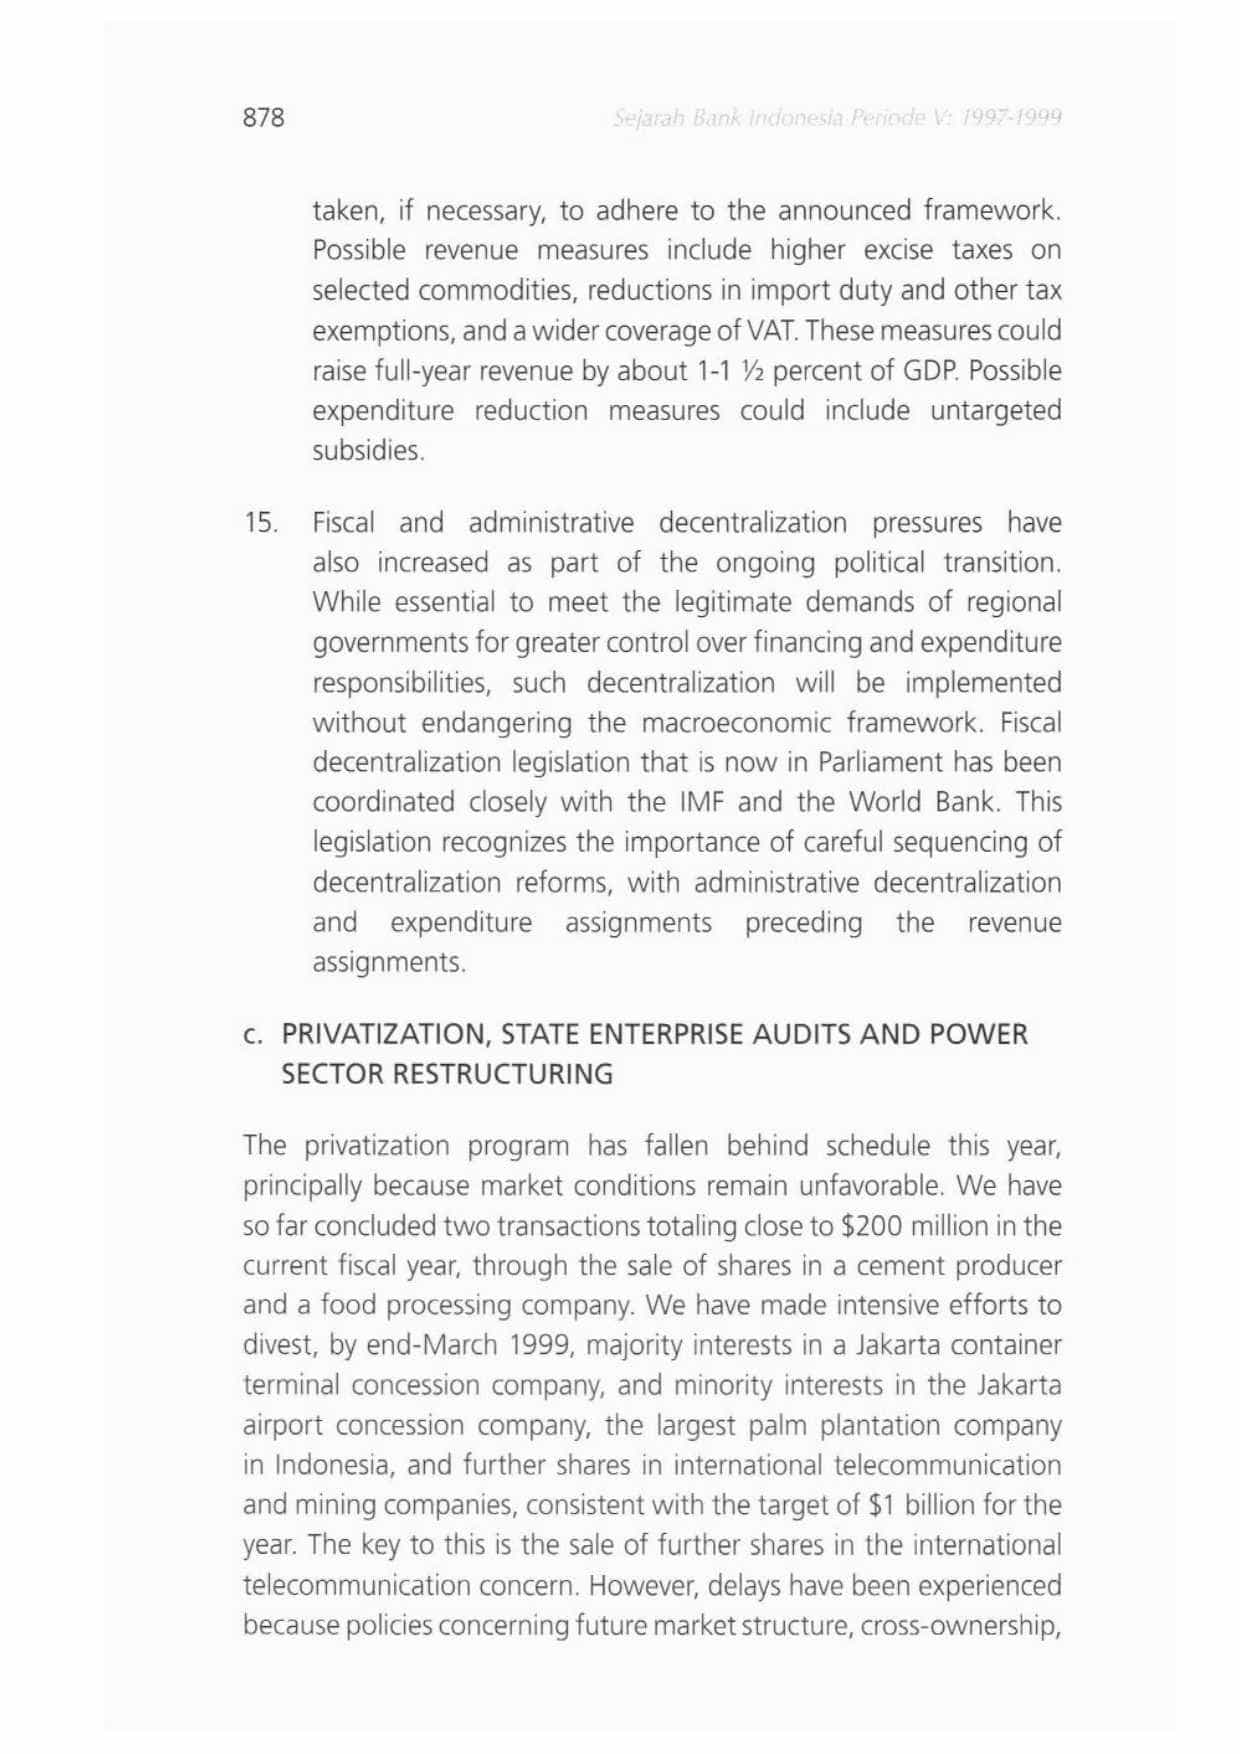 878
Sejarah Bank Indonesia Periode V: 1997-1999
taken, if necessary, to adhere to the announced framework.
Possible revenue measures include higher excise taxes on
selected commodities, reductions in import duty and other tax
exemptions, and a wider coverage of VAT. These measures could
raise full-year revenue by about 1-1 ½ percent of GDP. Possible
expenditure reduction measures could include untargeted
subsidies.
15. Fiscal and administrative decentralization pressures have
also increased as part of the ongoing political transition.
While essential to meet the legitimate demands of regional
governments for greater control over financing and expenditure
responsibilities, such decentralization will be implemented
without endangering the macroeconomic framework. Fiscal
decentralization legislation that is now in Parliament has been
coordinated closely with the IMF and the World Bank. This
legislation recognizes the importance of careful sequencing of
decentralization reforms, with administrative decentralization
and expenditure assignments preceding the revenue
assignments.
c. PRIVATIZATION, STATE ENTERPRISE AUDITS AND POWER
SECTOR RESTRUCTURING
The privatization program has fallen behind schedule this year,
principally because market conditions remain unfavorable. We have
so far concluded two transactions totaling close to $200 million in the
current fiscal year, through the sale of shares in a cement producer
and a food processing company. We have made intensive efforts to
divest, by end-March 1999, majority interests in a Jakarta container
terminal concession company, and minority interests in the Jakarta
airport concession company, the largest palm plantation company
in Indonesia, and further shares in international telecommunication
and mining companies, consistent with the target of $1 billion for the
year. The key to this is the sale of further shares in the international
telecommunication concern. However, delays have been experienced
because policies concerning future market structure, cross-ownership,